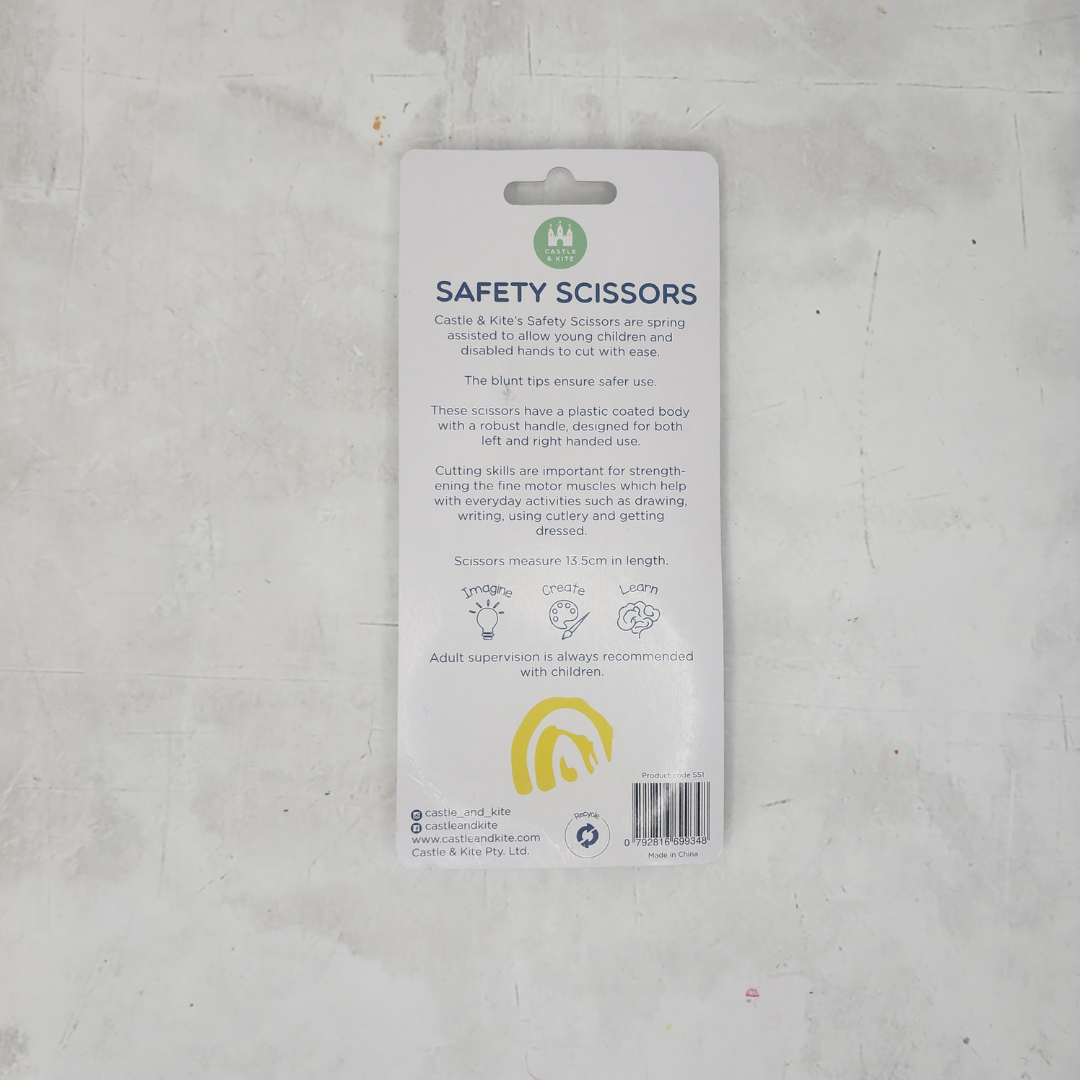 CASTLE
& KITE
SAFETY SCISSORS
Castle & Kite's Safety Scissors are spring
assisted to allow young children and
disabled hands to cut with ease.
The blunt tips ensure safer use.
These scissors have a plastic coated body
with a robust handle, designed for both
left and right handed use.
Cutting skills are important for strength-
ening the fine motor muscles which help
with everyday activities such as drawing,
writing, using cutlery and getting
dressed.
Scissors measure 13.5cm in length.
Imagine Create Learn
Adult supervision is always recommended
with children.
castle_and_kite
castleandkite
www.castleandkite.com
Castle & Kite Pty. Ltd.
Recycle
Product code SS1
0 792816 699348
Made in China